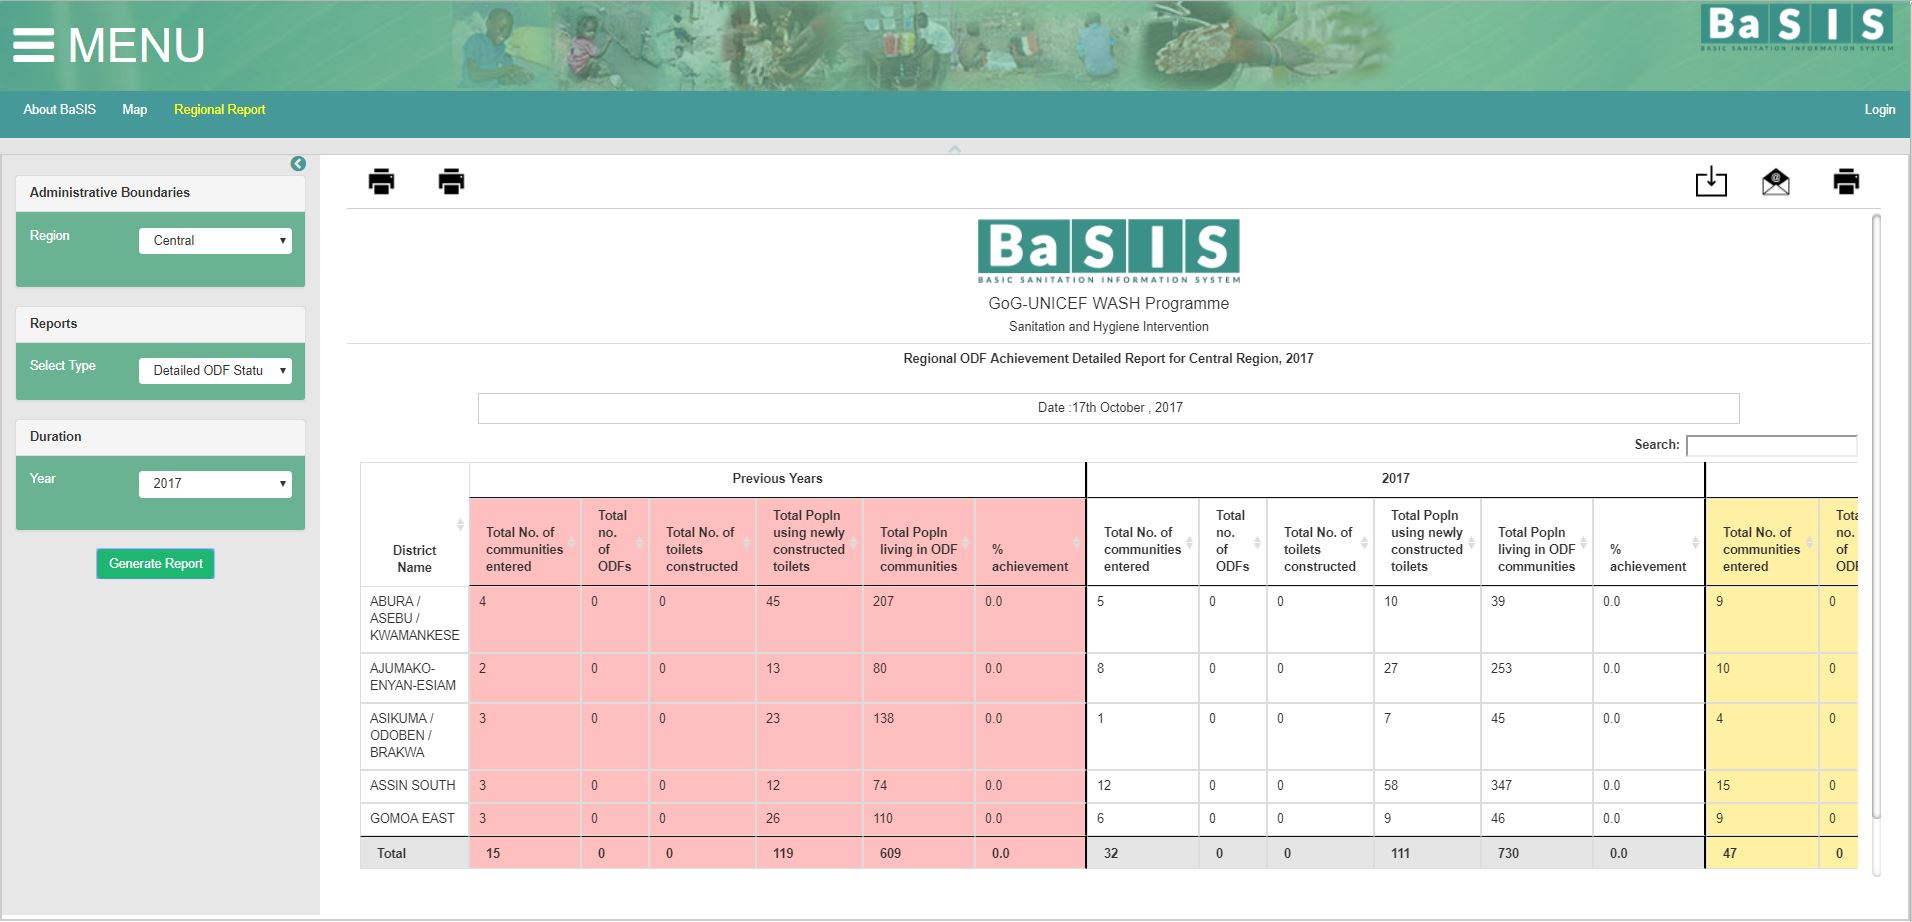 MENU
BaSIS
BASIC SANITATION INFORMATION SYSTEM
About BaSIS Map Regional Report Login
Administrative Boundaries
Region Central
Reports
Select Type Detailed ODF Statu
Duration
Year 2017
Generate Report
BaSIS
BASIC SANITATION INFORMATION SYSTEM
GoG-UNICEF WASH Programme
Sanitation and Hygiene Intervention
Regional ODF Achievement Detailed Report for Central Region, 2017
Date :17th October , 2017
Search:
Previous Years 2017
District Name Total No. of communities entered Total no. of ODFs Total No. of toilets constructed Total Popln using newly constructed toilets Total Popln living in ODF communities % achievement Total No. of communities entered Total no. of ODFs Total No. of toilets constructed Total Popln using newly constructed toilets Total Popln living in ODF communities % achievement Total No. of communities entered Tota no. of ODF
ABURA / ASEBU / KWAMANKESE 4 0 0 45 207 0.0 5 0 0 10 39 0.0 9 0
AJUMAKO-ENYAN-ESIAM 2 0 0 13 80 0.0 8 0 0 27 253 0.0 10 0
ASIKUMA / ODOBEN / BRAKWA 3 0 0 23 138 0.0 1 0 0 7 45 0.0 4 0
ASSIN SOUTH 3 0 0 12 74 0.0 12 0 0 58 347 0.0 15 0
GOMOA EAST 3 0 0 26 110 0.0 6 0 0 9 46 0.0 9 0
Total 15 0 0 119 609 0.0 32 0 0 111 730 0.0 47 0